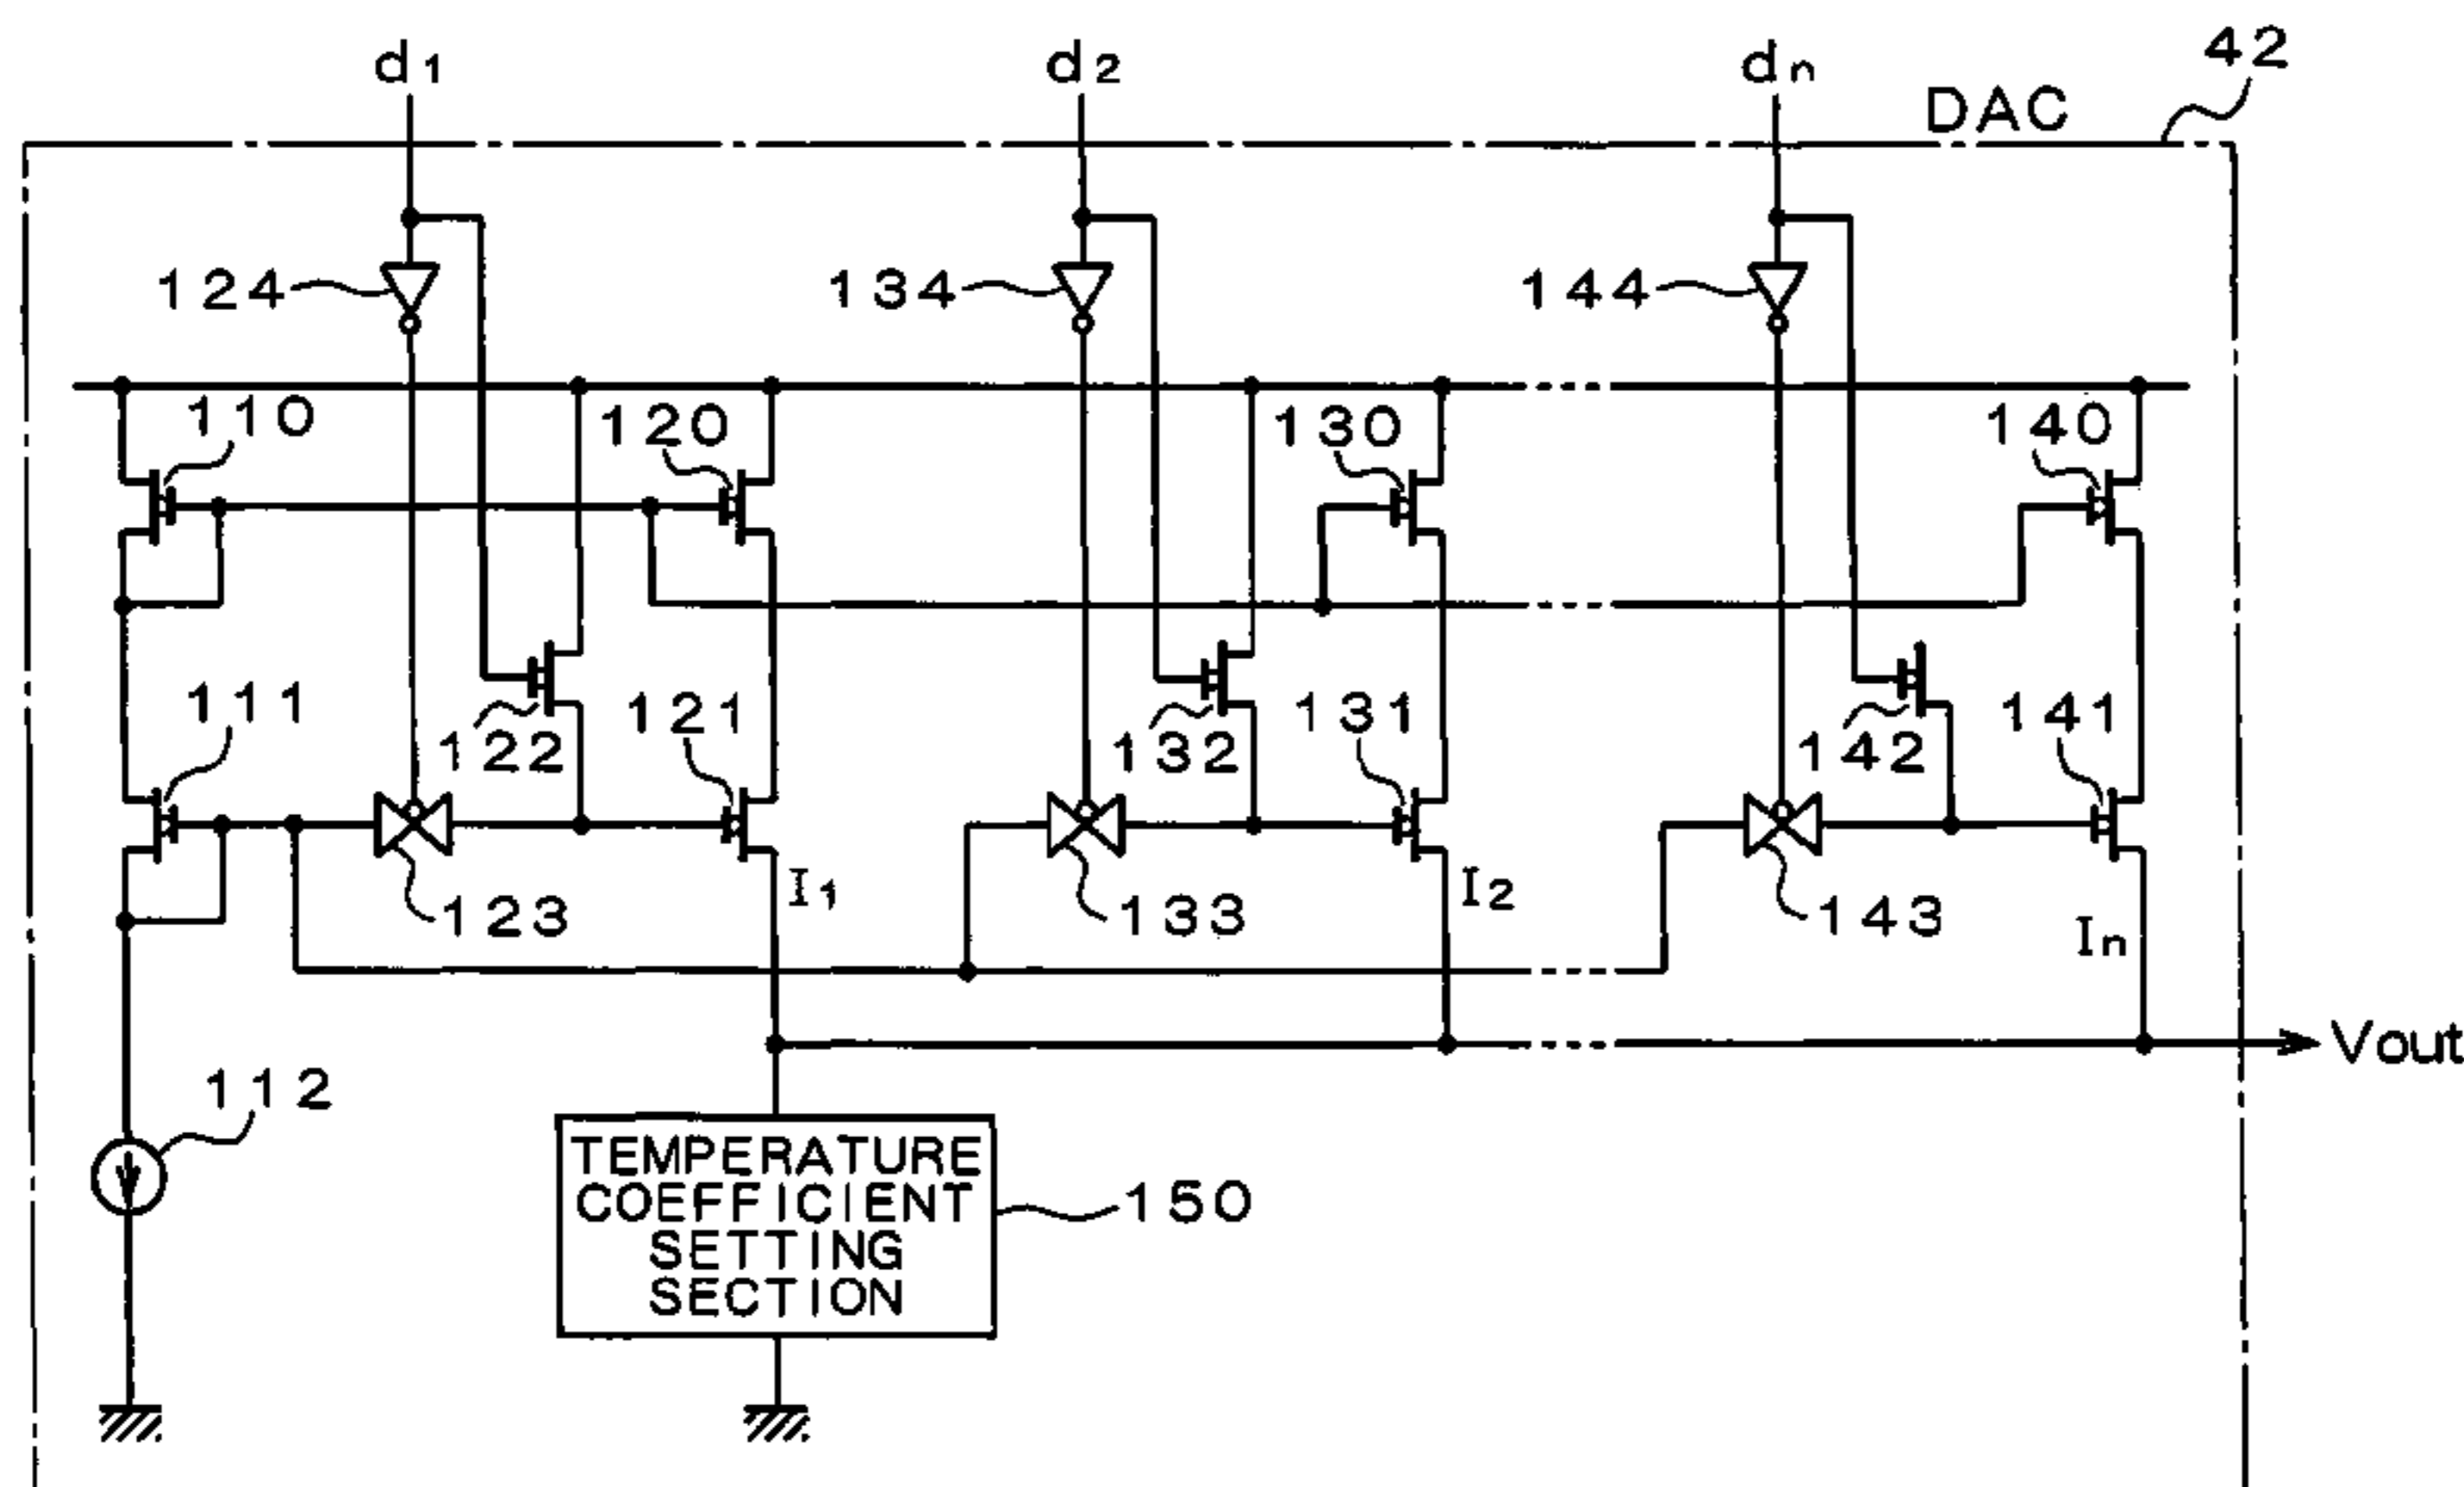 42
d1
d2
dn
DAC
124
134
144
110
120
130
140
111
121
131
141
122
132
142
123
I1
133
I2
143
In
Vout
112
TEMPERATURE
COEFFICIENT
SETTING
SECTION
150